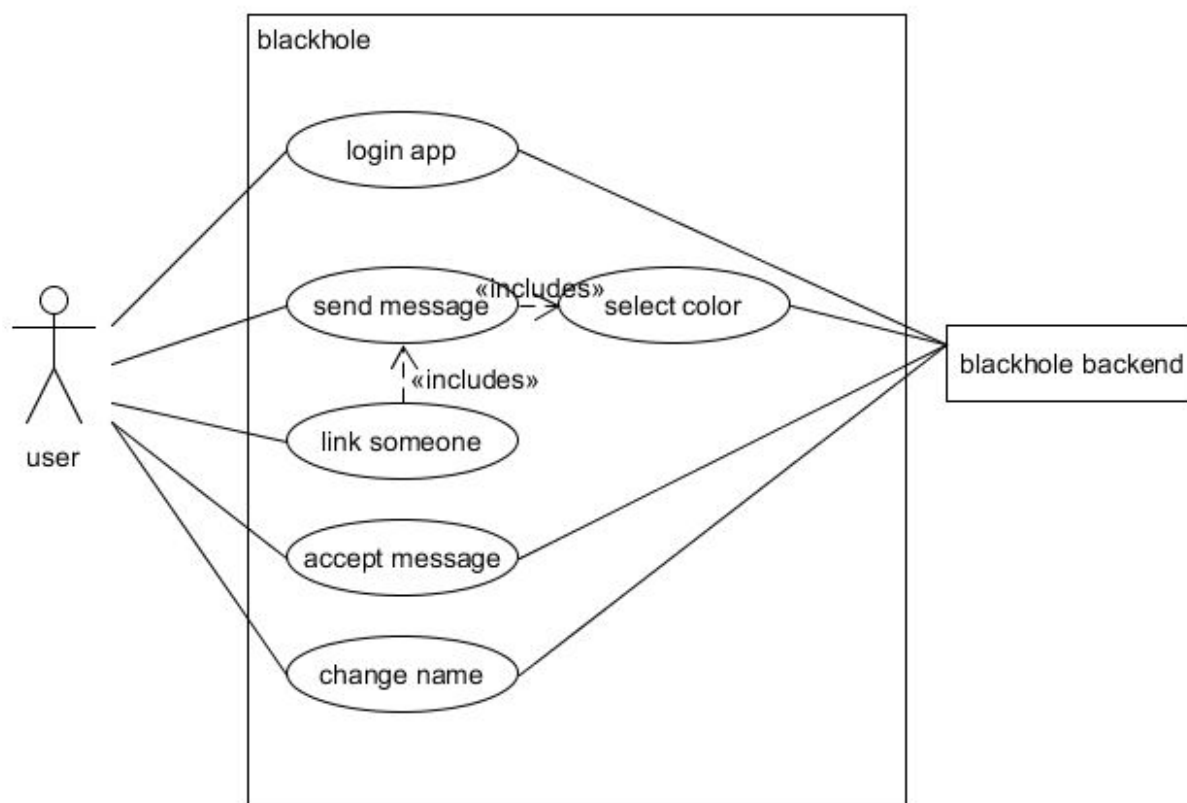 blackhole
login app
send message
«includes»
select color
blackhole backend
«includes»
link someone
user
accept message
change name